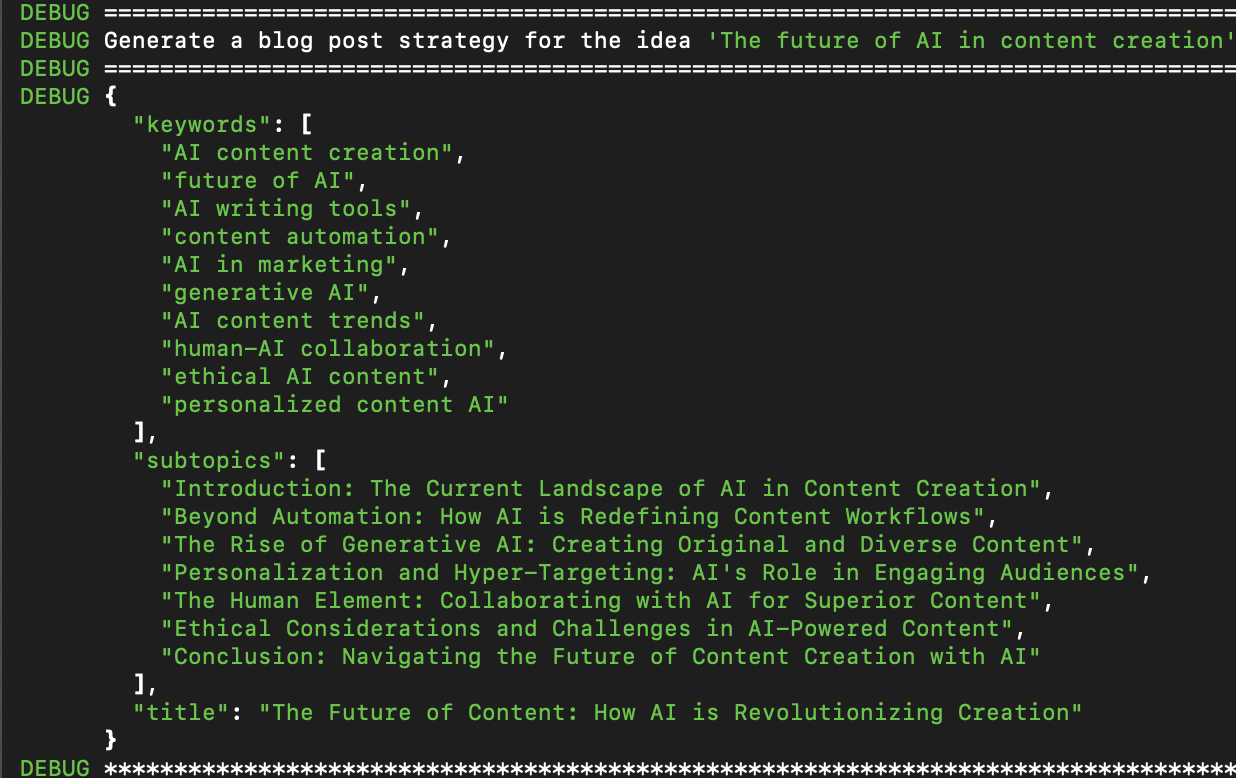 DEBUG =================================================================================
DEBUG Generate a blog post strategy for the idea 'The future of AI in content creation'
DEBUG =================================================================================
DEBUG {
"keywords": [
"AI content creation",
"future of AI",
"AI writing tools",
"content automation",
"AI in marketing",
"generative AI",
"AI content trends",
"human-AI collaboration",
"ethical AI content",
"personalized content AI"
],
"subtopics": [
"Introduction: The Current Landscape of AI in Content Creation",
"Beyond Automation: How AI is Redefining Content Workflows",
"The Rise of Generative AI: Creating Original and Diverse Content",
"Personalization and Hyper-Targeting: AI's Role in Engaging Audiences",
"The Human Element: Collaborating with AI for Superior Content",
"Ethical Considerations and Challenges in AI-Powered Content",
"Conclusion: Navigating the Future of Content Creation with AI"
],
"title": "The Future of Content: How AI is Revolutionizing Creation"
}
DEBUG *********************************************************************************